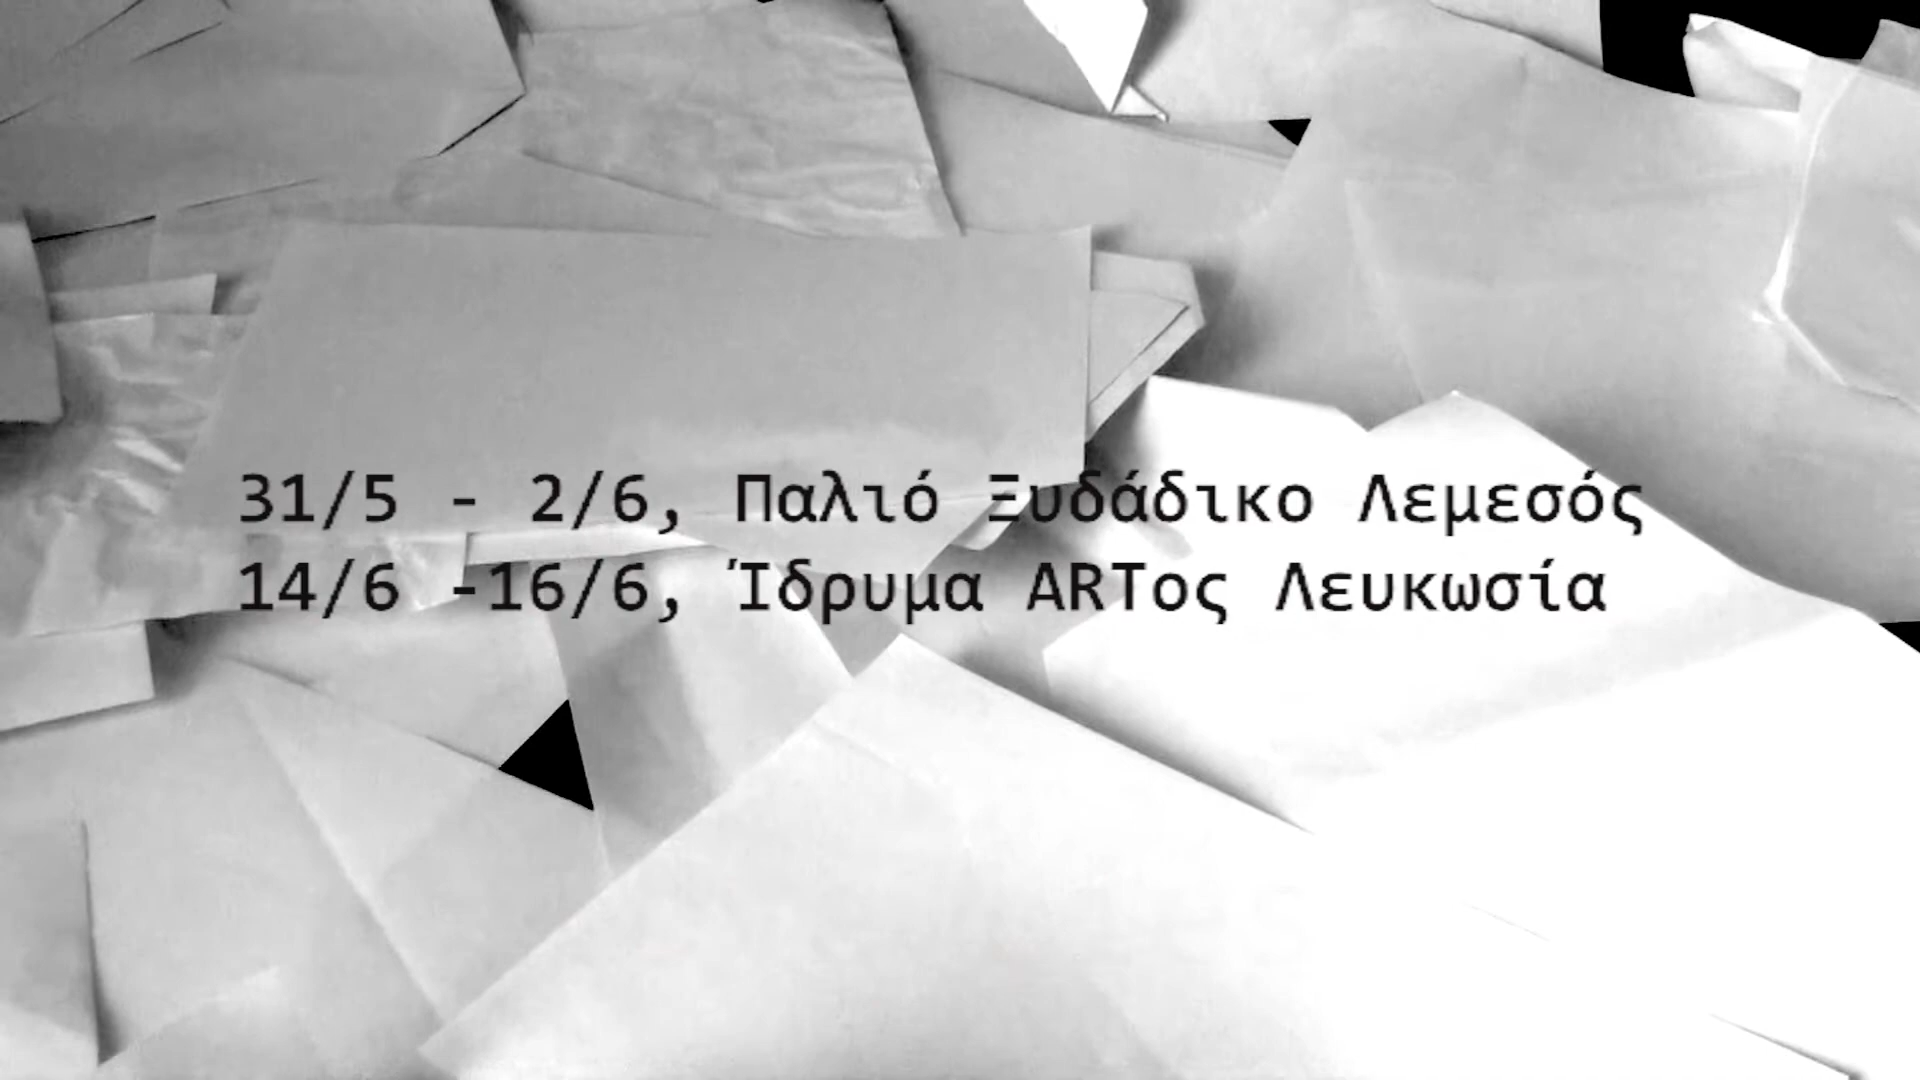 31/5 - 2/6, Παλιό Ξυδάδικο Λεμεσός
14/6 -16/6, Ίδρυμα ARTος Λευκωσία